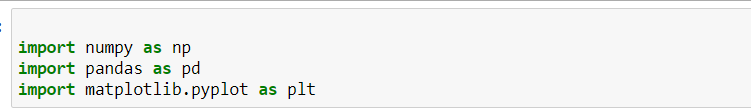 import numpy as np
import pandas as pd
import matplotlib.pyplot as plt